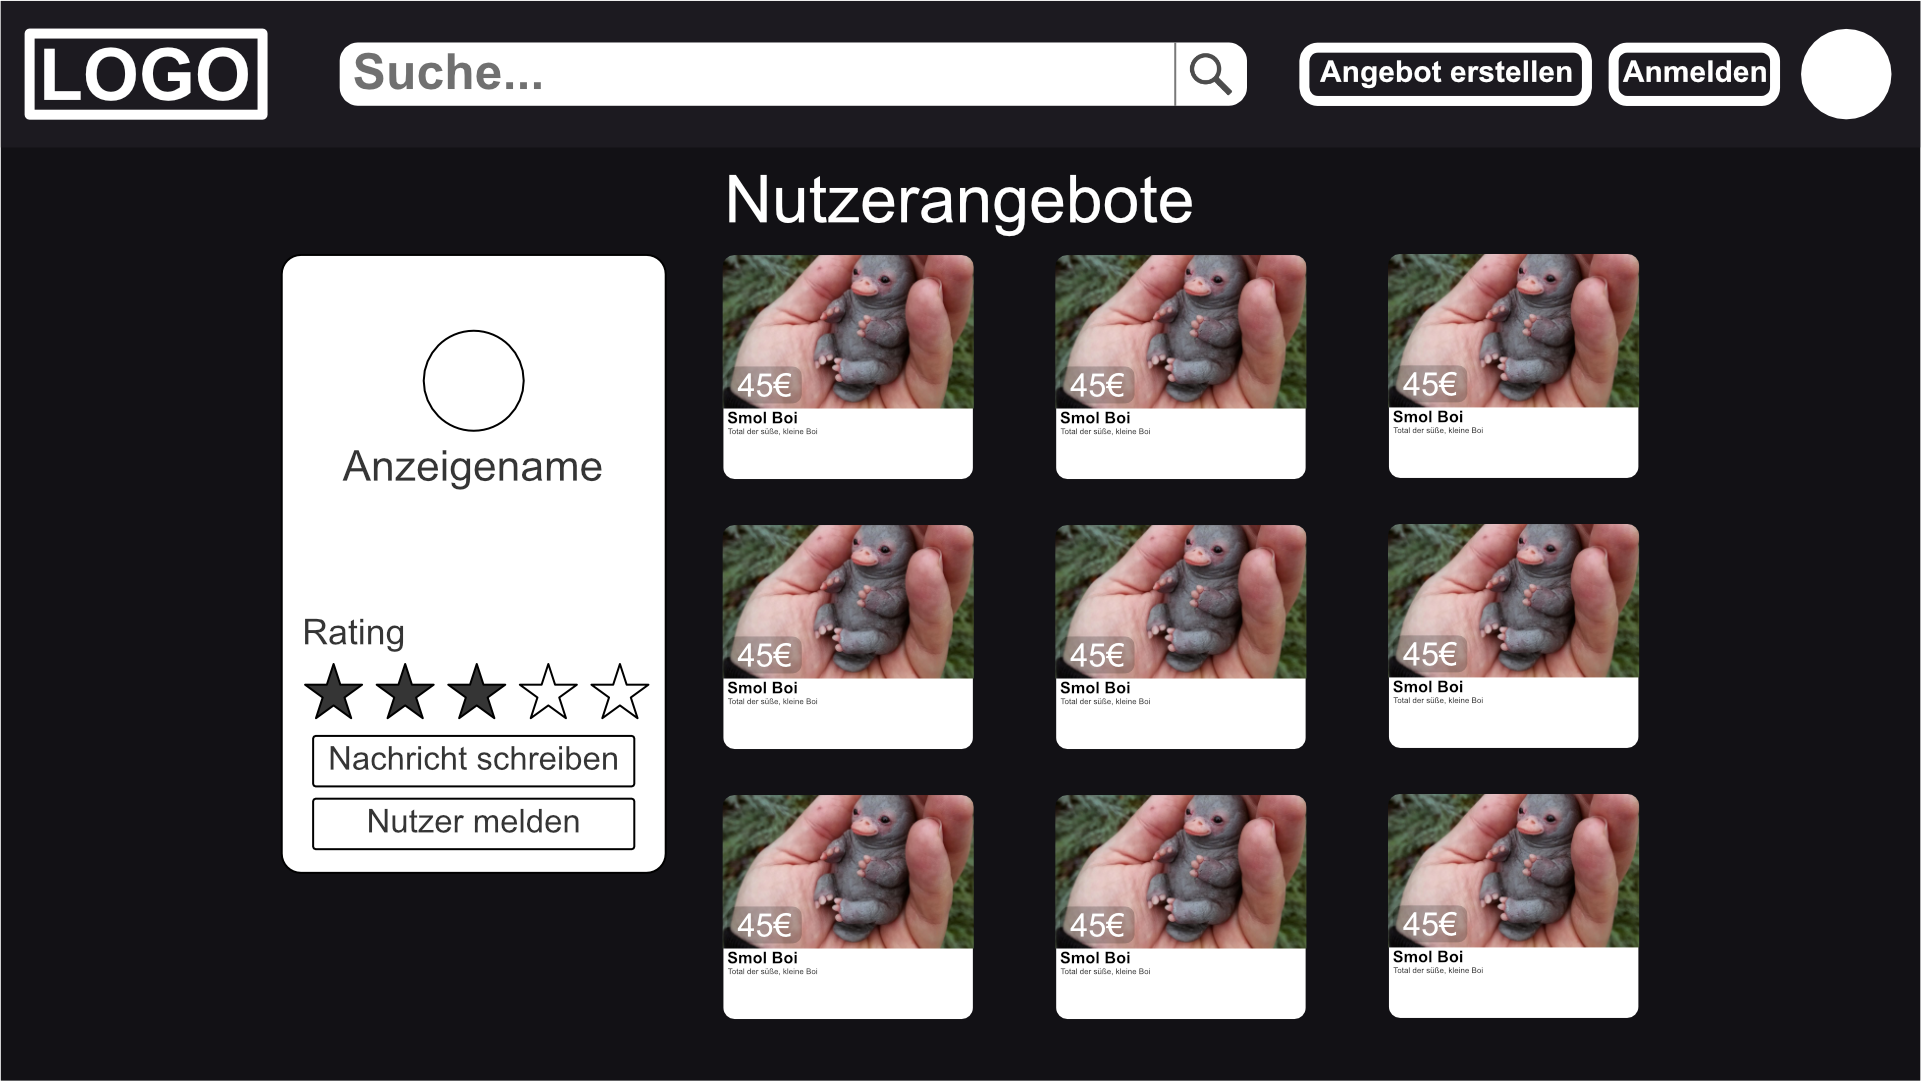 LOGO
Suche...
Angebot erstellen
Anmelden
Nutzerangebote
Anzeigename
Rating
Nachricht schreiben
Nutzer melden
45€
Smol Boi
Total der süße, kleine Boi
45€
Smol Boi
Total der süße, kleine Boi
45€
Smol Boi
Total der süße, kleine Boi
45€
Smol Boi
Total der süße, kleine Boi
45€
Smol Boi
Total der süße, kleine Boi
45€
Smol Boi
Total der süße, kleine Boi
45€
Smol Boi
Total der süße, kleine Boi
45€
Smol Boi
Total der süße, kleine Boi
45€
Smol Boi
Total der süße, kleine Boi